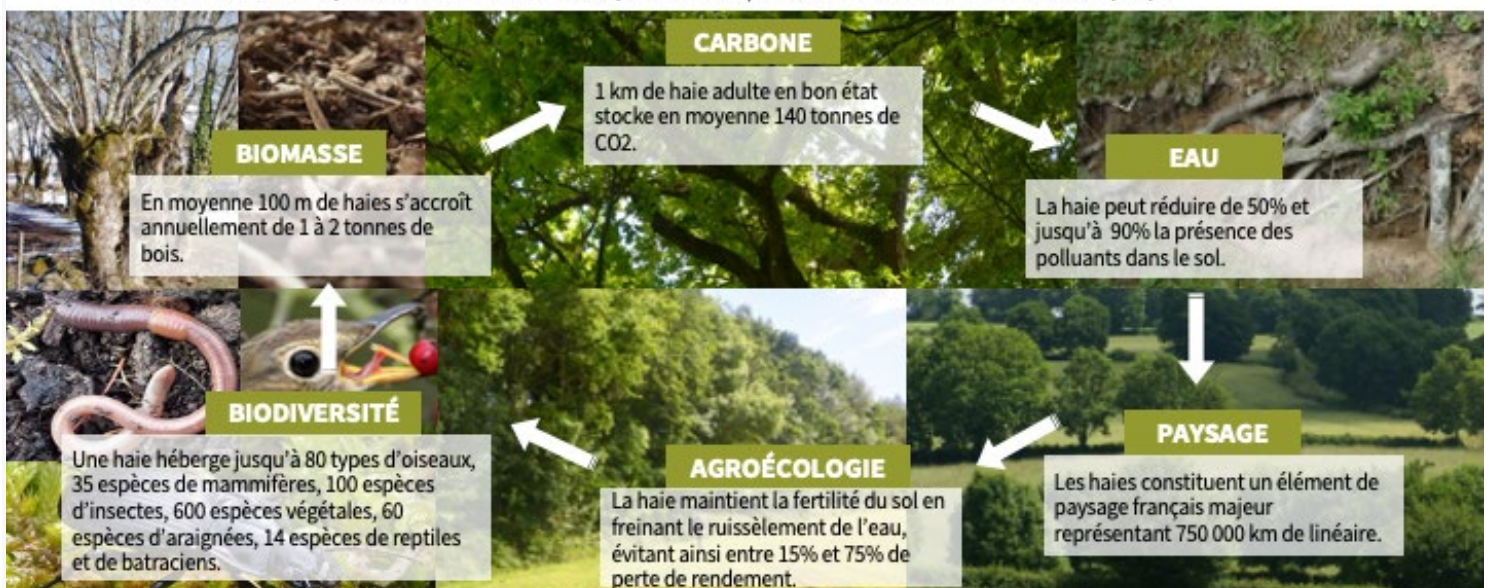 CARBONE
1 km de haie adulte en bon état
stocke en moyenne 140 tonnes de
CO2.
BIOMASSE
En moyenne 100 m de haies s'accroît
annuellement de 1 à 2 tonnes de
bois.
EAU
La haie peut réduire de 50% et
jusqu'à 90% la présence des
polluants dans le sol.
BIODIVERSITÉ
Une haie héberge jusqu'à 80 types d'oiseaux,
35 espèces de mammifères, 100 espèces
d'insectes, 600 espèces végétales, 60
espèces d'araignées, 14 espèces de reptiles
et de batraciens.
AGROÉCOLOGIE
La haie maintient la fertilité du sol en
freinant le ruissèlement de l'eau,
évitant ainsi entre 15% et 75% de
perte de rendement.
PAYSAGE
Les haies constituent un élément de
paysage français majeur
représentant 750 000 km de linéaire.